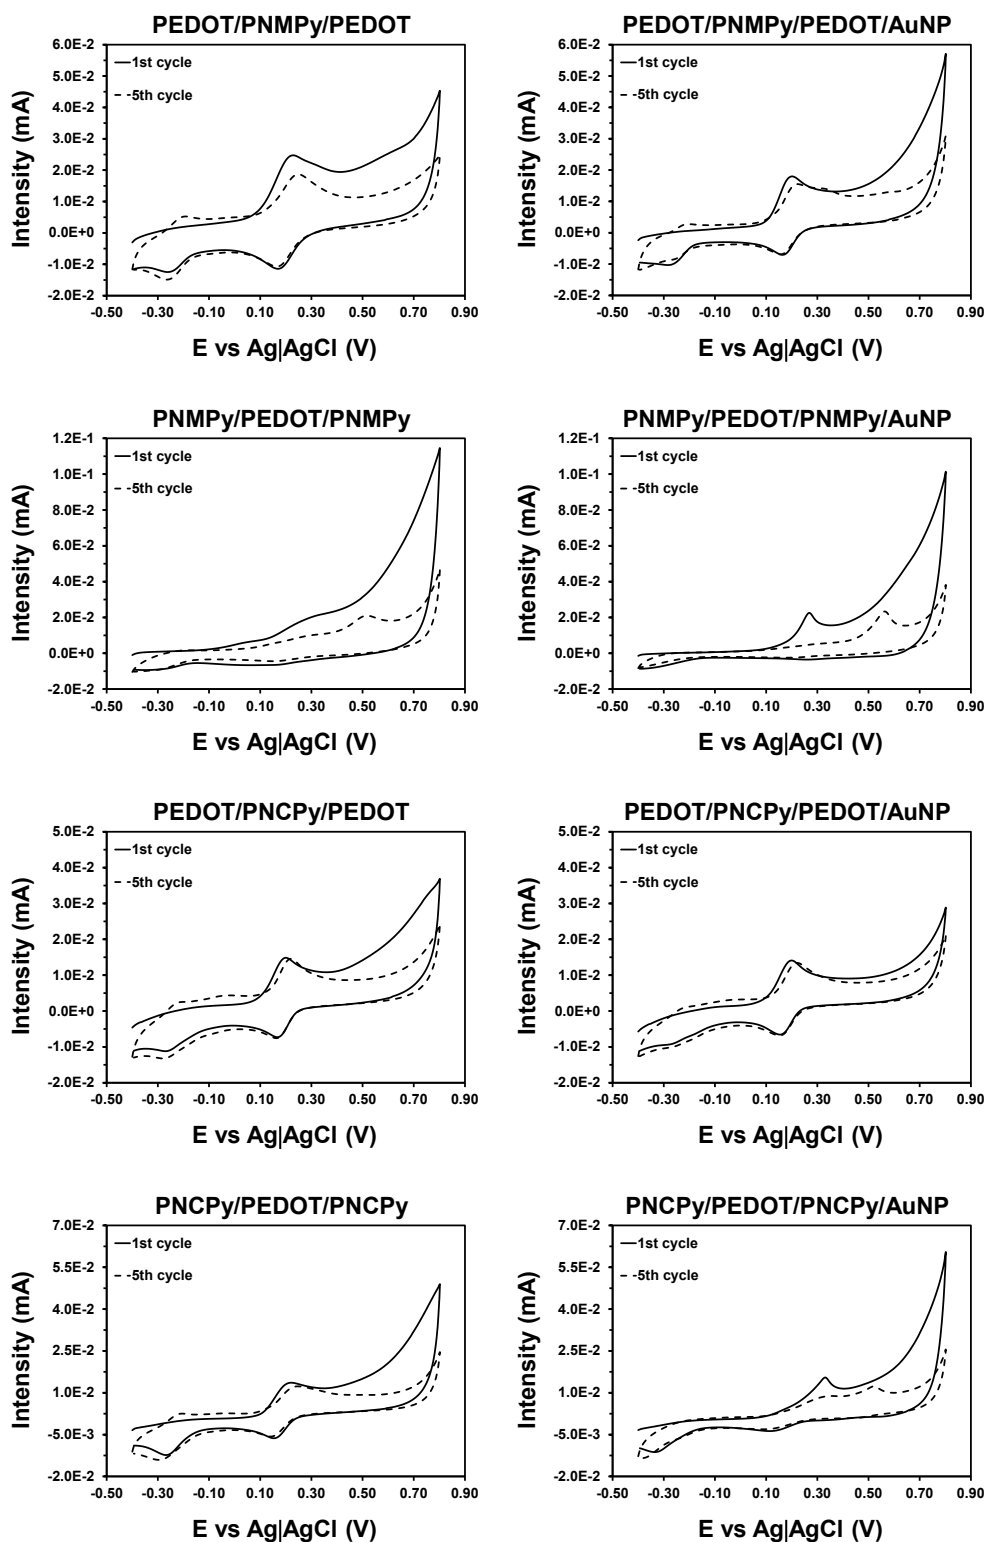 PEDOT/PNMPy/PEDOT
6.0E-2
5.0E-2
4.0E-2
3.0E-2
2.0E-2
1.0E-2
0.0E+0
-1.0E-2
-2.0E-2
1st cycle
5th cycle
Intensity (mA)
-0.50 -0.30 -0.10 0.10 0.30 0.50 0.70 0.90
E vs Ag|AgCl (V)
PEDOT/PNMPy/PEDOT/AuNP
6.0E-2
5.0E-2
4.0E-2
3.0E-2
2.0E-2
1.0E-2
0.0E+0
-1.0E-2
-2.0E-2
1st cycle
5th cycle
Intensity (mA)
-0.50 -0.30 -0.10 0.10 0.30 0.50 0.70 0.90
E vs Ag|AgCl (V)
PNMPy/PEDOT/PNMPy
1.2E-1
1.0E-1
8.0E-2
6.0E-2
4.0E-2
2.0E-2
0.0E+0
-2.0E-2
1st cycle
5th cycle
Intensity (mA)
-0.50 -0.30 -0.10 0.10 0.30 0.50 0.70 0.90
E vs Ag|AgCl (V)
PNMPy/PEDOT/PNMPy/AuNP
1.2E-1
1.0E-1
8.0E-2
6.0E-2
4.0E-2
2.0E-2
0.0E+0
-2.0E-2
1st cycle
5th cycle
Intensity (mA)
-0.50 -0.30 -0.10 0.10 0.30 0.50 0.70 0.90
E vs Ag|AgCl (V)
PEDOT/PNCPy/PEDOT
5.0E-2
4.0E-2
3.0E-2
2.0E-2
1.0E-2
0.0E+0
-1.0E-2
-2.0E-2
1st cycle
5th cycle
Intensity (mA)
-0.50 -0.30 -0.10 0.10 0.30 0.50 0.70 0.90
E vs Ag|AgCl (V)
PEDOT/PNCPy/PEDOT/AuNP
5.0E-2
4.0E-2
3.0E-2
2.0E-2
1.0E-2
0.0E+0
-1.0E-2
-2.0E-2
1st cycle
5th cycle
Intensity (mA)
-0.50 -0.30 -0.10 0.10 0.30 0.50 0.70 0.90
E vs Ag|AgCl (V)
PNCPy/PEDOT/PNCPy
7.0E-2
5.5E-2
4.0E-2
2.5E-2
1.0E-2
-5.0E-3
-2.0E-2
1st cycle
5th cycle
Intensity (mA)
-0.50 -0.30 -0.10 0.10 0.30 0.50 0.70 0.90
E vs Ag|AgCl (V)
PNCPy/PEDOT/PNCPy/AuNP
7.0E-2
5.5E-2
4.0E-2
2.5E-2
1.0E-2
-5.0E-3
-2.0E-2
1st cycle
5th cycle
Intensity (mA)
-0.50 -0.30 -0.10 0.10 0.30 0.50 0.70 0.90
E vs Ag|AgCl (V)